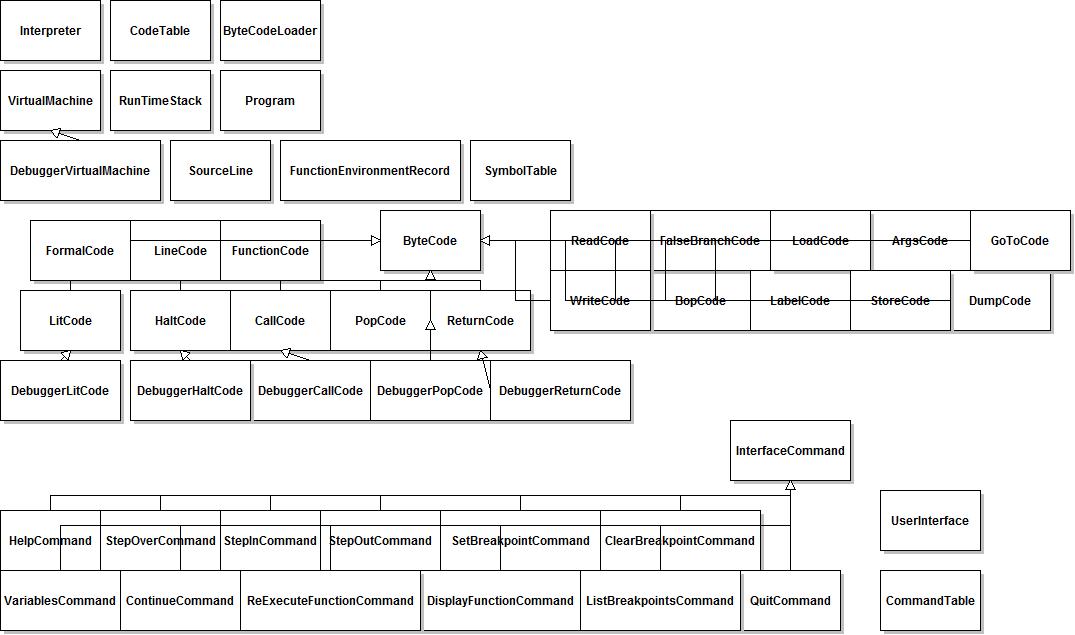 Interpreter CodeTable ByteCodeLoader
VirtualMachine RunTimeStack Program
DebuggerVirtualMachine SourceLine FunctionEnvironmentRecord SymbolTable
FormalCode LineCode FunctionCode ByteCode ReadCode FalseBranchCode LoadCode ArgsCode GoToCode
WriteCode BopCode LabelCode StoreCode DumpCode
LitCode HaltCode CallCode PopCode ReturnCode
DebuggerLitCode DebuggerHaltCode DebuggerCallCode DebuggerPopCode DebuggerReturnCode
InterfaceCommand
UserInterface
HelpCommand StepOverCommand StepInCommand StepOutCommand SetBreakpointCommand ClearBreakpointCommand
VariablesCommand ContinueCommand ReExecuteFunctionCommand DisplayFunctionCommand ListBreakpointsCommand QuitCommand CommandTable